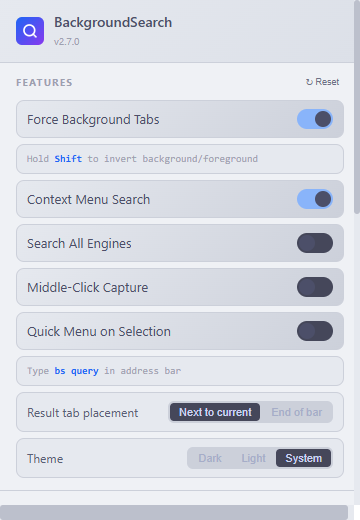 BackgroundSearch
v2.7.0
FEATURES
↻ Reset
Force Background Tabs
Hold Shift to invert background/foreground
Context Menu Search
Search All Engines
Middle-Click Capture
Quick Menu on Selection
Type bs query in address bar
Result tab placement Next to current End of bar
Theme Dark Light System